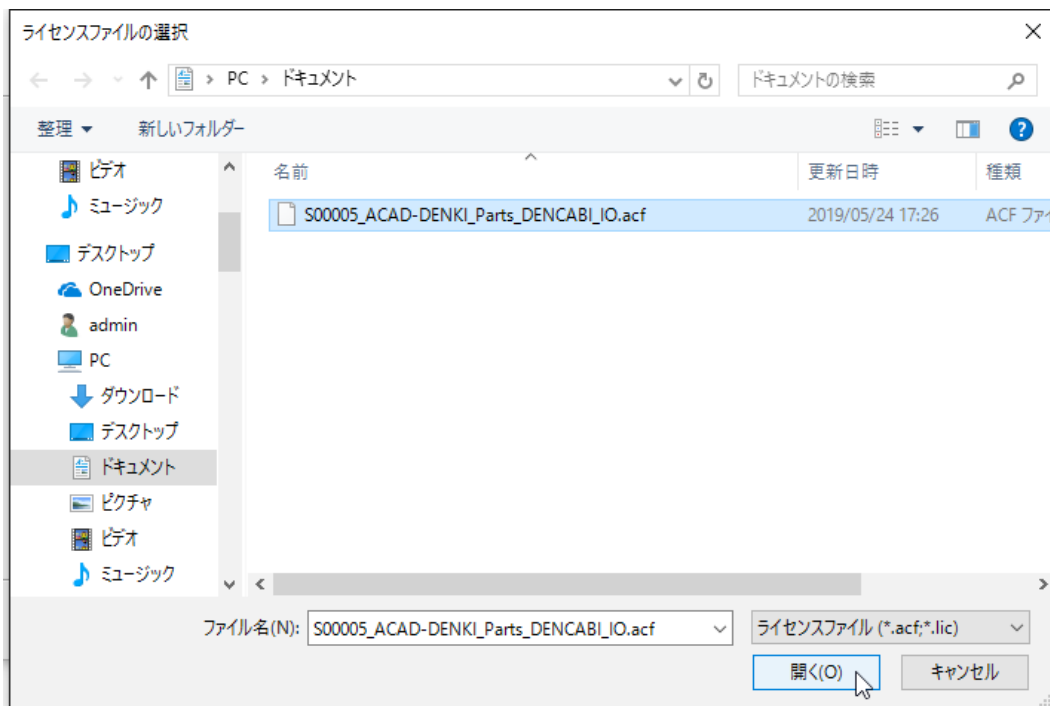 ライセンスファイルの選択
PC > ドキュメント
ドキュメントの検索
整理 新しいフォルダー
ビデオ
ミュージック
デスクトップ
OneDrive
admin
PC
ダウンロード
デスクトップ
ドキュメント
ピクチャ
ビデオ
ミュージック
名前 更新日時 種類
S00005_ACAD-DENKI_Parts_DENCABI_IO.acf 2019/05/24 17:26 ACF ファイ
ファイル名(N): S00005_ACAD-DENKI_Parts_DENCABI_IO.acf ライセンスファイル (*.acf;*.lic)
開く(O) キャンセル